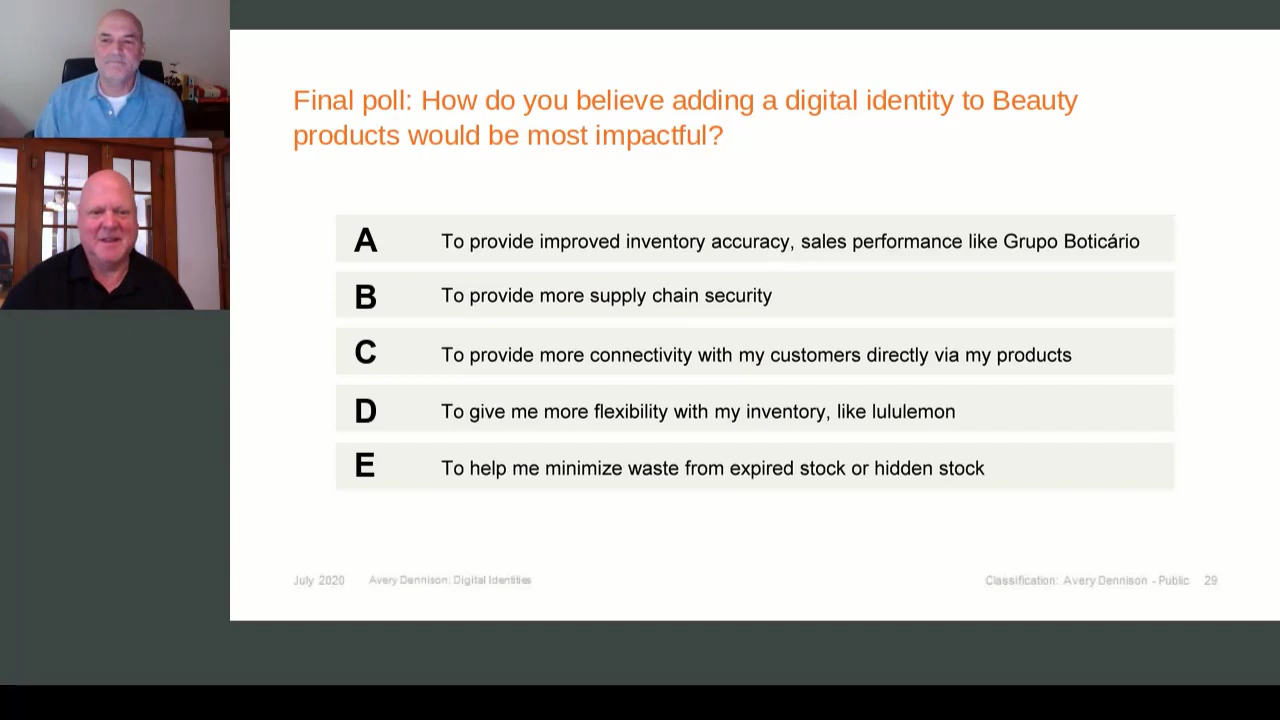 Final poll: How do you believe adding a digital identity to Beauty
products would be most impactful?
A To provide improved inventory accuracy, sales performance like Grupo Boticário
B To provide more supply chain security
C To provide more connectivity with my customers directly via my products
D To give me more flexibility with my inventory, like lululemon
E To help me minimize waste from expired stock or hidden stock
July 2020 Avery Dennison: Digital Identities Classification: Avery Dennison - Public 29